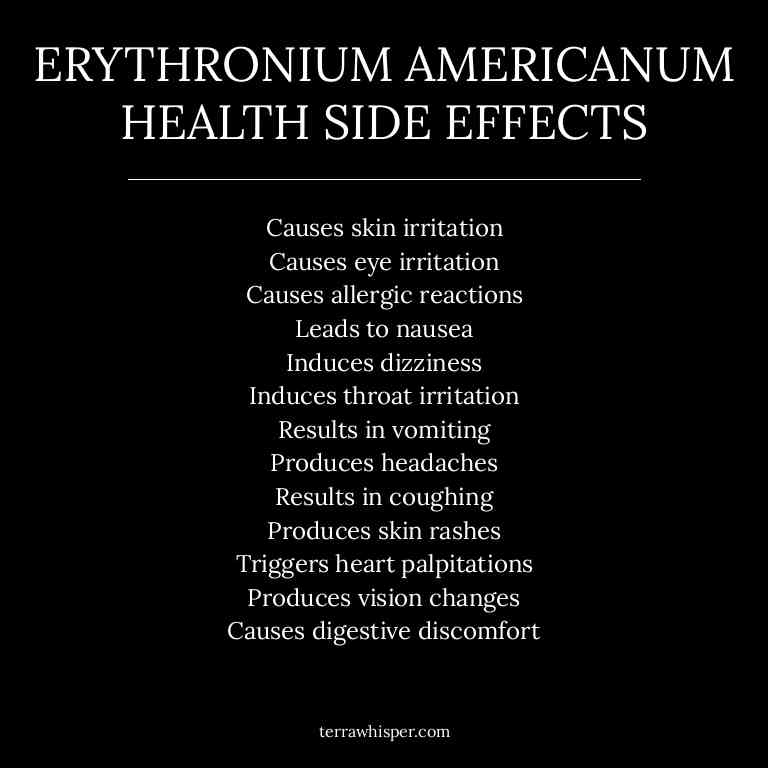 ERYTHRONIUM AMERICANUM
HEALTH SIDE EFFECTS
Causes skin irritation
Causes eye irritation
Causes allergic reactions
Leads to nausea
Induces dizziness
Induces throat irritation
Results in vomiting
Produces headaches
Results in coughing
Produces skin rashes
Triggers heart palpitations
Produces vision changes
Causes digestive discomfort
terrawhisper.com